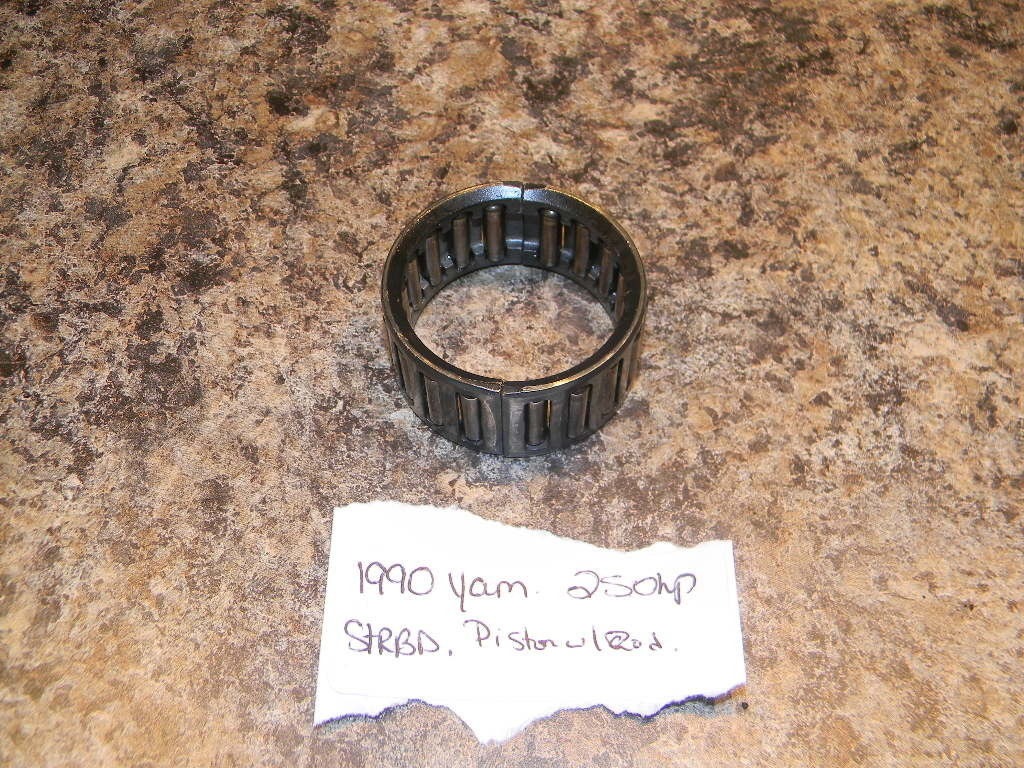 1990 Yam. 250hp
StRBD. Piston w/ Rod.